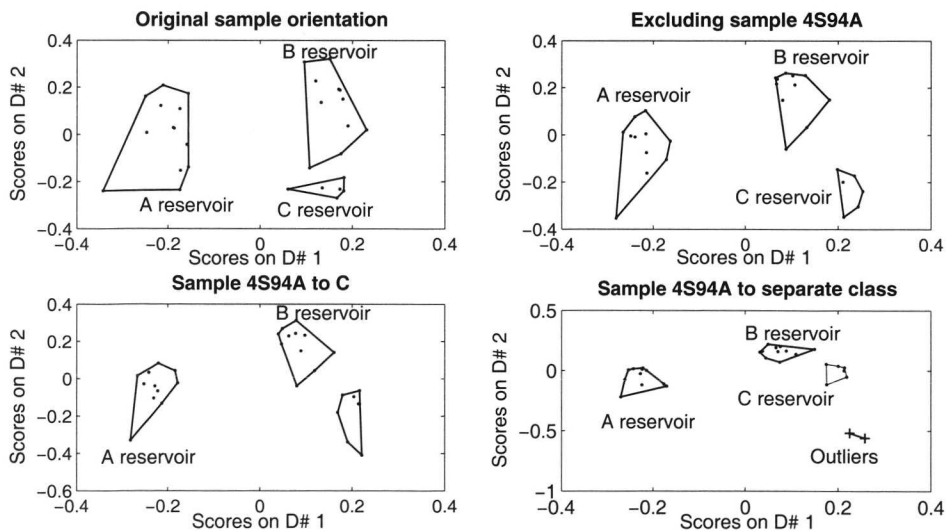 Original sample orientation
0.4
0.2
0
−0.2
−0.4
Scores on D# 2
B reservoir
A reservoir
C reservoir
−0.4
−0.2
0
0.2
0.4
Scores on D# 1
Excluding sample 4S94A
0.4
0.2
0
−0.2
−0.4
Scores on D# 2
B reservoir
A reservoir
C reservoir
−0.4
−0.2
0
0.2
0.4
Scores on D# 1
Sample 4S94A to C
0.4
0.2
0
−0.2
−0.4
−0.6
Scores on D# 2
B reservoir
A reservoir
−0.4
−0.2
0
0.2
0.4
Scores on D# 1
Sample 4S94A to separate class
0.5
0
−0.5
−1
Scores on D# 2
B reservoir
C reservoir
A reservoir
Outliers
−0.4
−0.2
0
0.2
0.4
Scores on D# 1